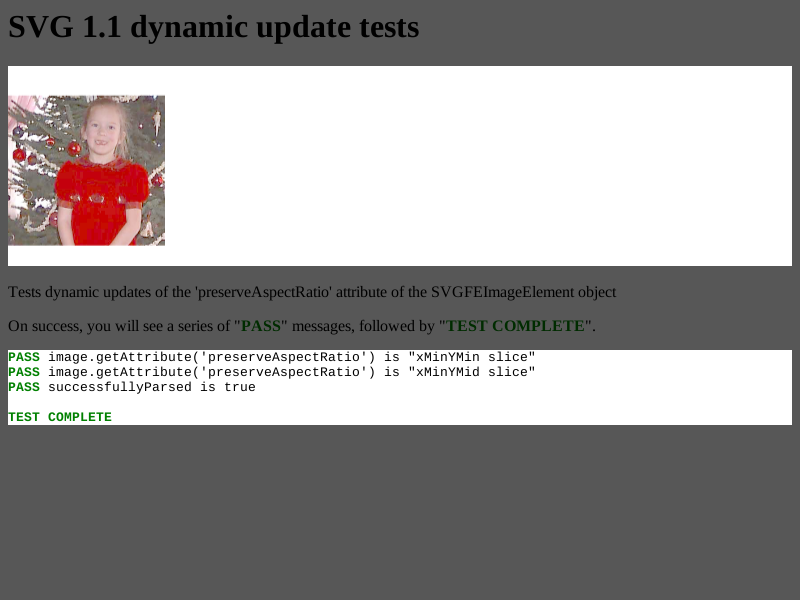 SVG 1.1 dynamic update tests
Tests dynamic updates of the 'preserveAspectRatio' attribute of the SVGFEImageElement object
On success, you will see a series of "PASS" messages, followed by "TEST COMPLETE".
PASS image.getAttribute('preserveAspectRatio') is "xMinYMin slice"
PASS image.getAttribute('preserveAspectRatio') is "xMinYMid slice"
PASS successfullyParsed is true
TEST COMPLETE